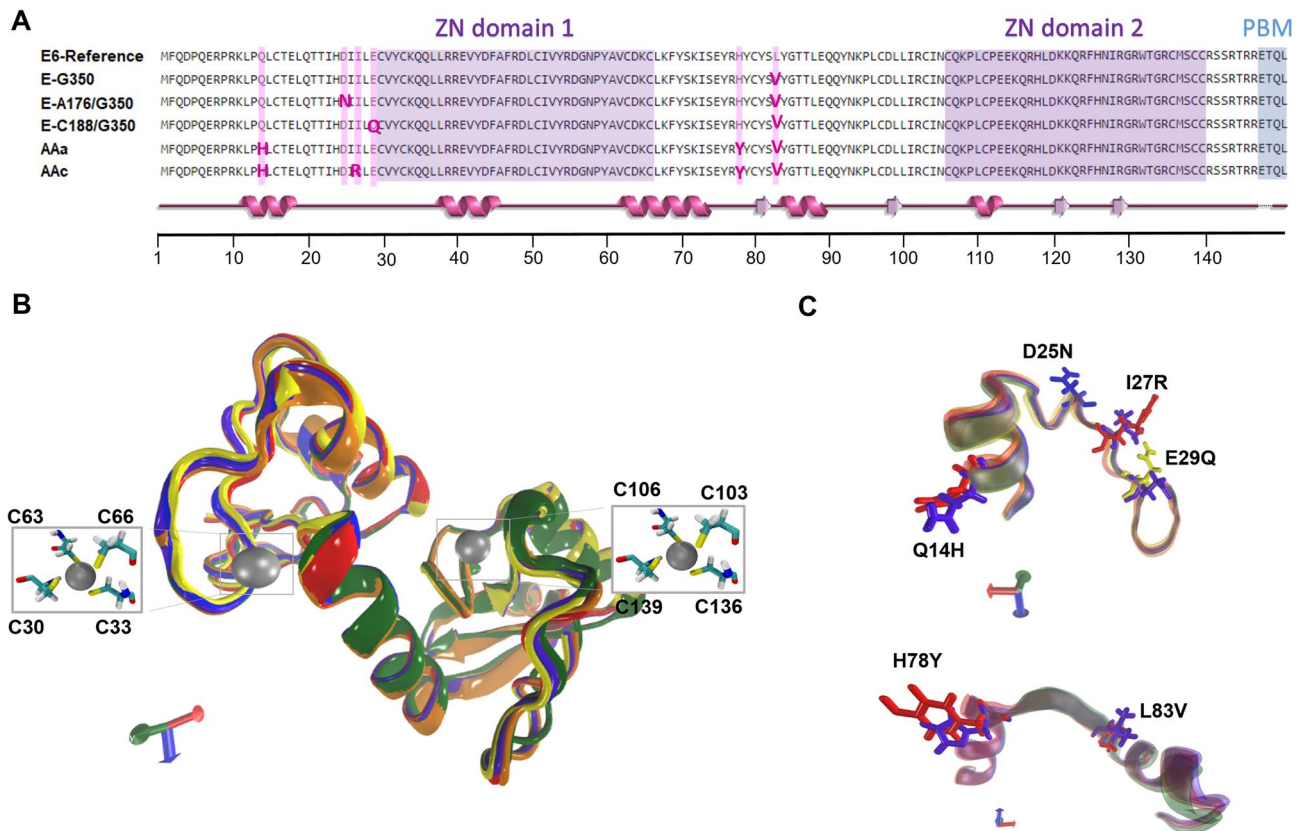 A
ZN domain 1 ZN domain 2 PBM
E6-Reference MFQDPQERPRKLPQLCTELQTTIHDIILECVYCKQQLLRREVYDFAFRDLCIVYRDGNPYAVCDKCLKFYSKISEYRHYCYSLYGTTLEQQYNKPLCDLLIRCINCQKPLCPEEKQRHLDKKQRFHNIRGRWTGRCMSCCRSSRTRRETQL
E-G350 MFQDPQERPRKLPQLCTELQTTIHDIILECVYCKQQLLRREVYDFAFRDLCIVYRDGNPYAVCDKCLKFYSKISEYRHYCYSVYGTTLEQQYNKPLCDLLIRCINCQKPLCPEEKQRHLDKKQRFHNIRGRWTGRCMSCCRSSRTRRETQL
E-A176/G350 MFQDPQERPRKLPQLCTELQTTIHNIILECVYCKQQLLRREVYDFAFRDLCIVYRDGNPYAVCDKCLKFYSKISEYRHYCYSVYGTTLEQQYNKPLCDLLIRCINCQKPLCPEEKQRHLDKKQRFHNIRGRWTGRCMSCCRSSRTRRETQL
E-C188/G350 MFQDPQERPRKLPQLCTELQTTIHDIILQCVYCKQQLLRREVYDFAFRDLCIVYRDGNPYAVCDKCLKFYSKISEYRHYCYSVYGTTLEQQYNKPLCDLLIRCINCQKPLCPEEKQRHLDKKQRFHNIRGRWTGRCMSCCRSSRTRRETQL
AAa MFQDPQERPRKLPHLCTELQTTIHDIILECVYCKQQLLRREVYDFAFRDLCIVYRDGNPYAVCDKCLKFYSKISEYRYYCYSVYGTTLEQQYNKPLCDLLIRCINCQKPLCPEEKQRHLDKKQRFHNIRGRWTGRCMSCCRSSRTRRETQL
AAc MFQDPQERPRKLPHLCTELQTTIHDIRLECVYCKQQLLRREVYDFAFRDLCIVYRDGNPYAVCDKCLKFYSKISEYRYYCYSVYGTTLEQQYNKPLCDLLIRCINCQKPLCPEEKQRHLDKKQRFHNIRGRWTGRCMSCCRSSRTRRETQL
1 10 20 30 40 50 60 70 80 90 100 110 120 130 140
B
C63 C66
C30 C33
C106 C103
C139 C136
C
D25N
I27R
E29Q
Q14H
H78Y
L83V